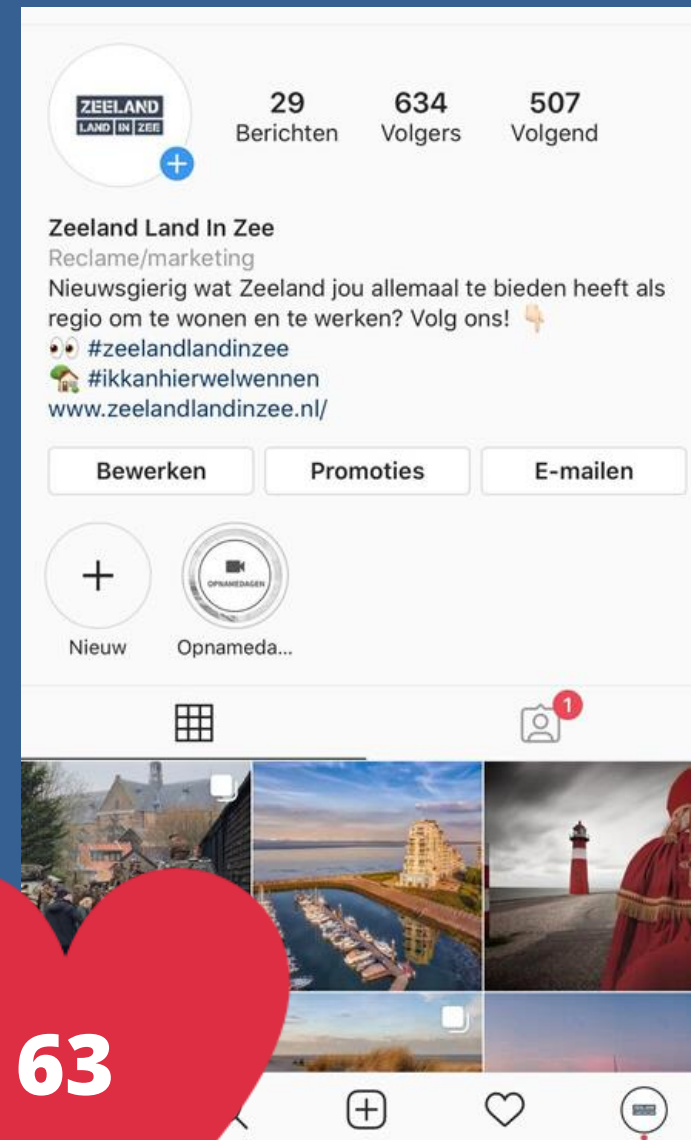 ZEELAND
LAND IN ZEE
29 634 507
Berichten Volgers Volgend
Zeeland Land In Zee
Reclame/marketing
Nieuwsgierig wat Zeeland jou allemaal te bieden heeft als
regio om te wonen en te werken? Volg ons! 👇🏻
👀 #zeelandlandinzee
🏡 #ikkanhierwelwennen
www.zeelandlandinzee.nl/
Bewerken Promoties E-mailen
OPNAMEDAGEN
Nieuw Opnameda...
1
63